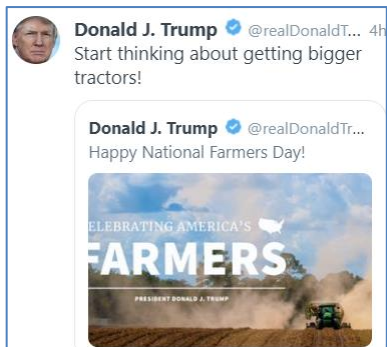 Donald J. Trump @realDonaldT... 4h
Start thinking about getting bigger
tractors!
Donald J. Trump @realDonaldTr...
Happy National Farmers Day!
ELEBRATING AMERICA'S
FARMERS
PRESIDENT DONALD J. TRUMP